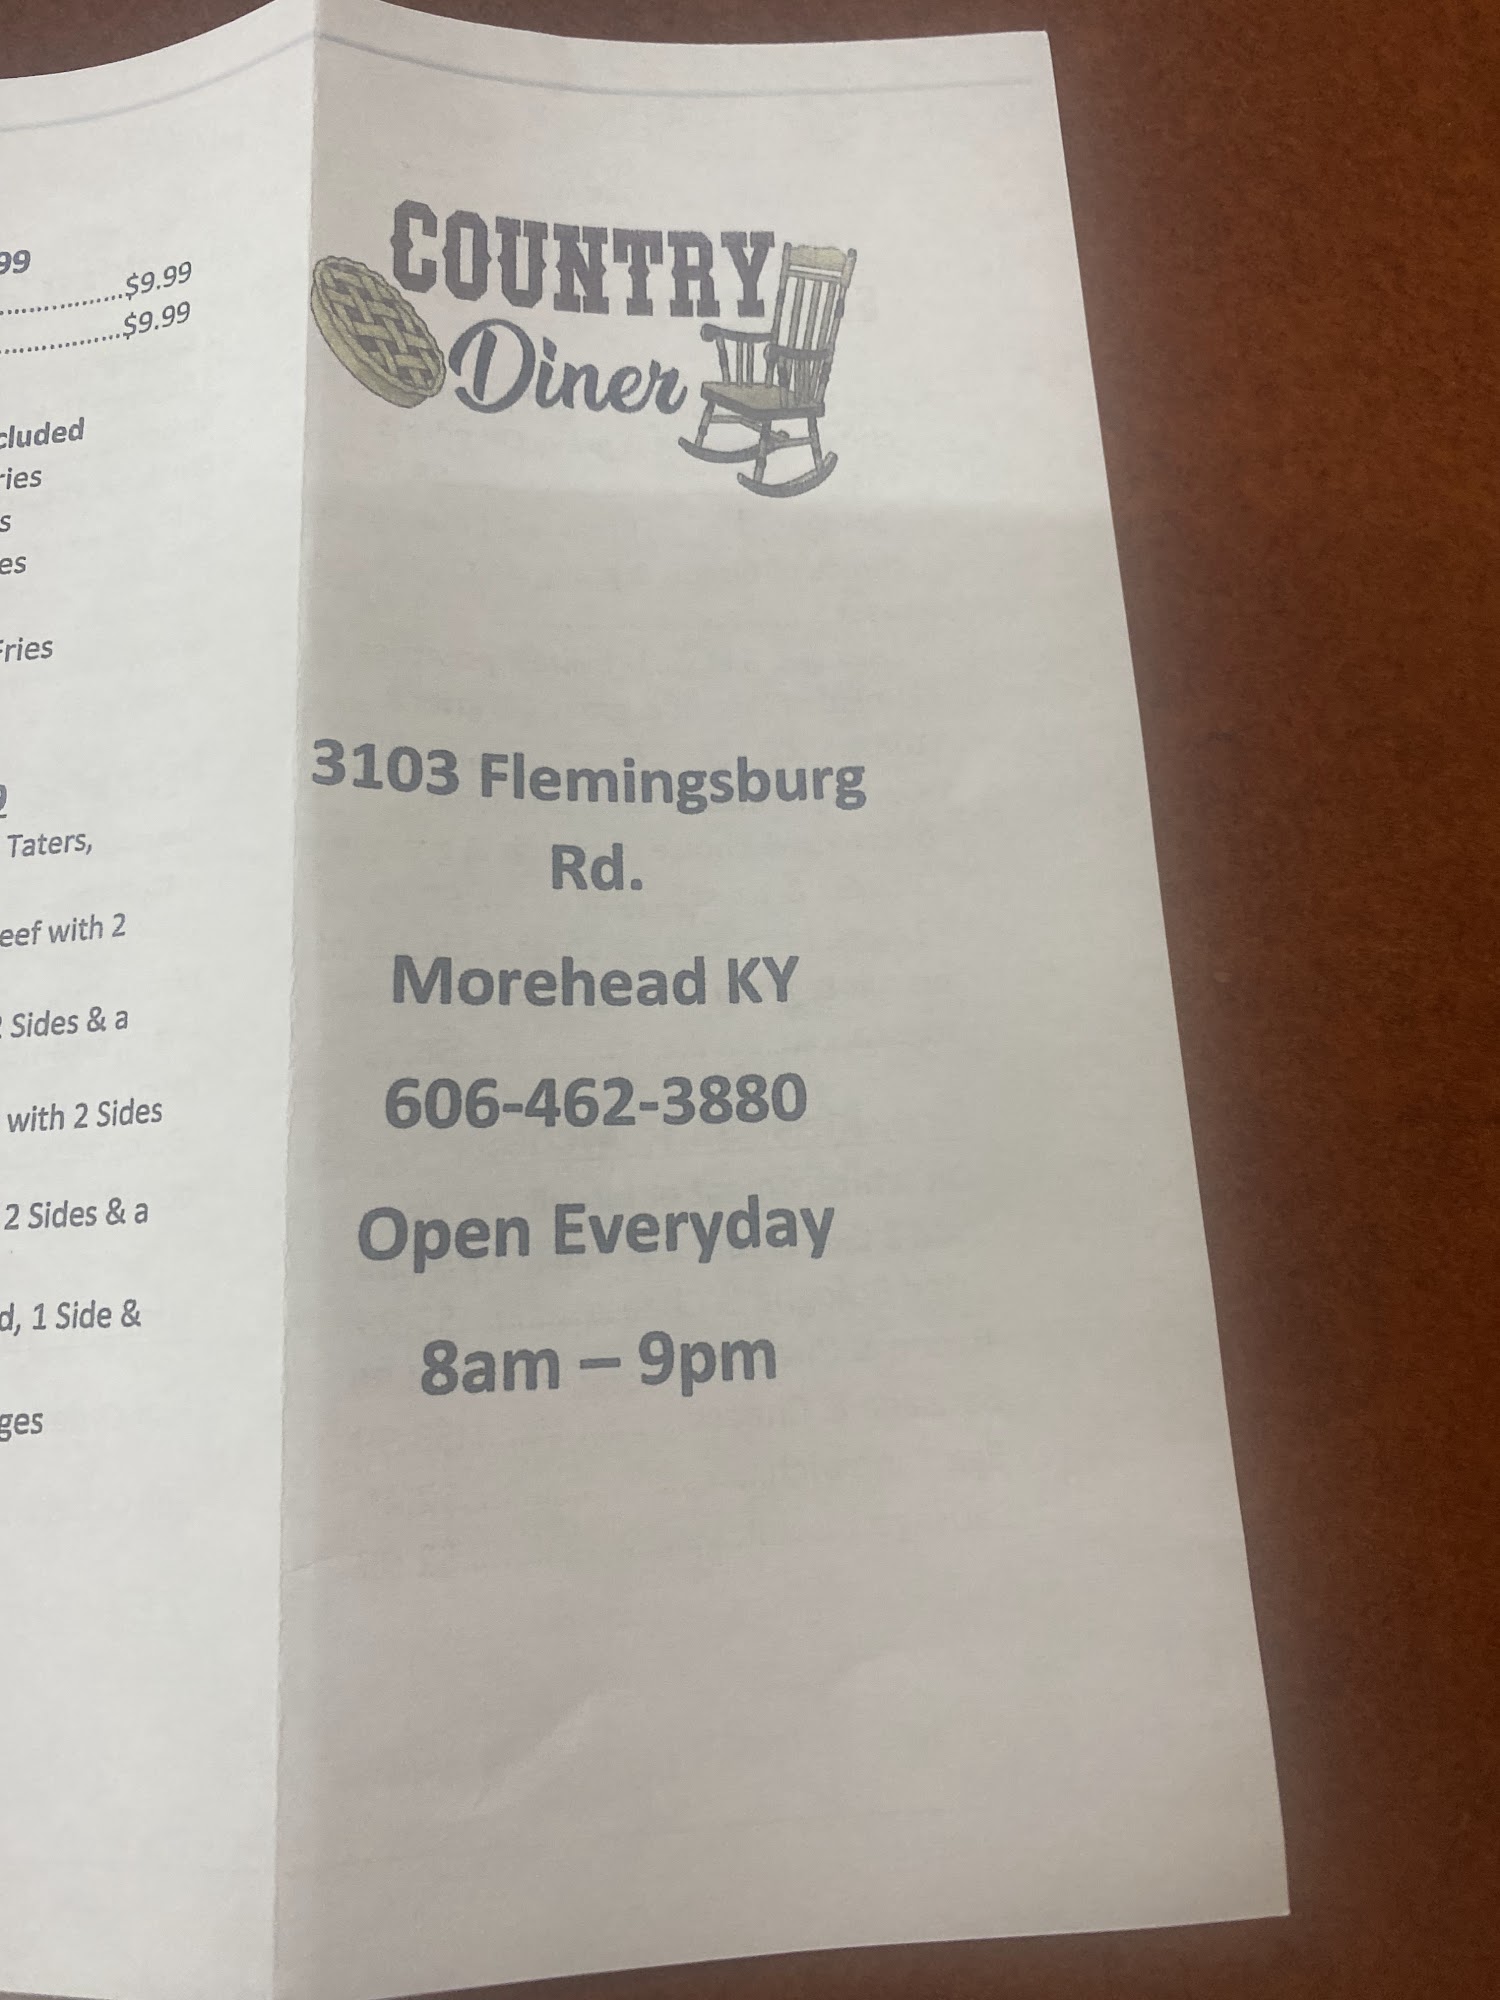 99
$9.99
$9.99
cluded
ries
s
es
Fries
Taters,
eef with 2
Sides & a
with 2 Sides
2 Sides & a
d, 1 Side &
ges
COUNTRY
Diner
3103 Flemingsburg
Rd.
Morehead KY
606-462-3880
Open Everyday
8am – 9pm